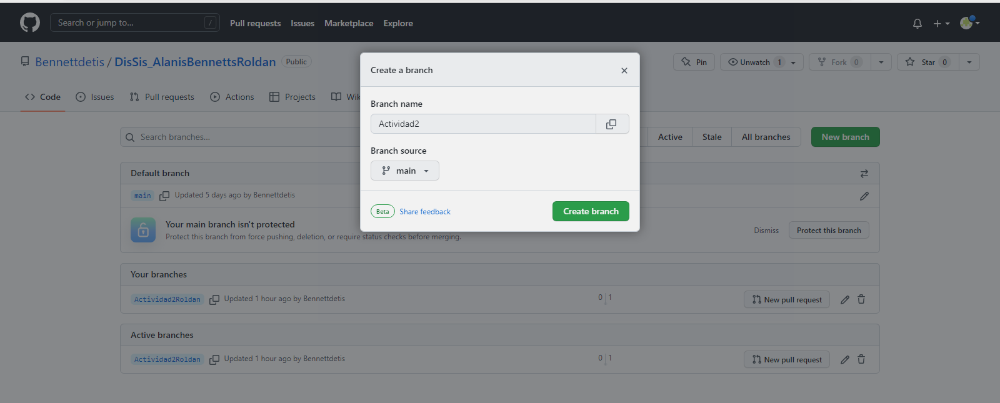 Search or jump to... /
Pull requests Issues Marketplace Explore
Bennettdetis / DisSis_AlanisBennettsRoldan Public
Pin Unwatch 1 Fork 0 Star 0
Code Issues Pull requests Actions Projects Wik
Create a branch
Branch name
Actividad2
Branch source
main
Beta Share feedback Create branch
Search branches... Active Stale All branches New branch
Default branch
main Updated 5 days ago by Bennettdetis
Your main branch isn't protected
Protect this branch from force pushing, deletion, or require status checks before merging.
Dismiss Protect this branch
Your branches
Actividad2Roldan Updated 1 hour ago by Bennettdetis 0 1 New pull request
Active branches
Actividad2Roldan Updated 1 hour ago by Bennettdetis 0 1 New pull request